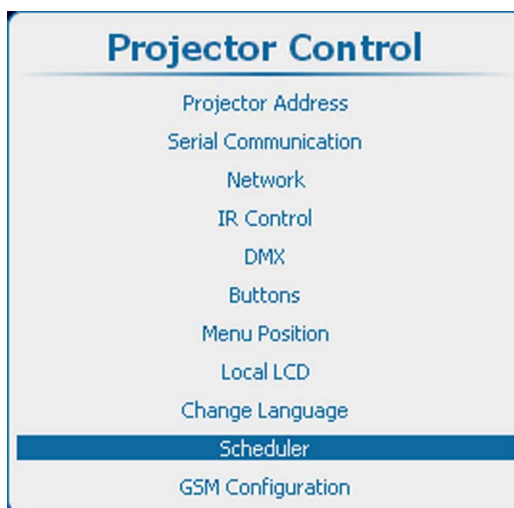 Projector Control
Projector Address
Serial Communication
Network
IR Control
DMX
Buttons
Menu Position
Local LCD
Change Language
Scheduler
GSM Configuration